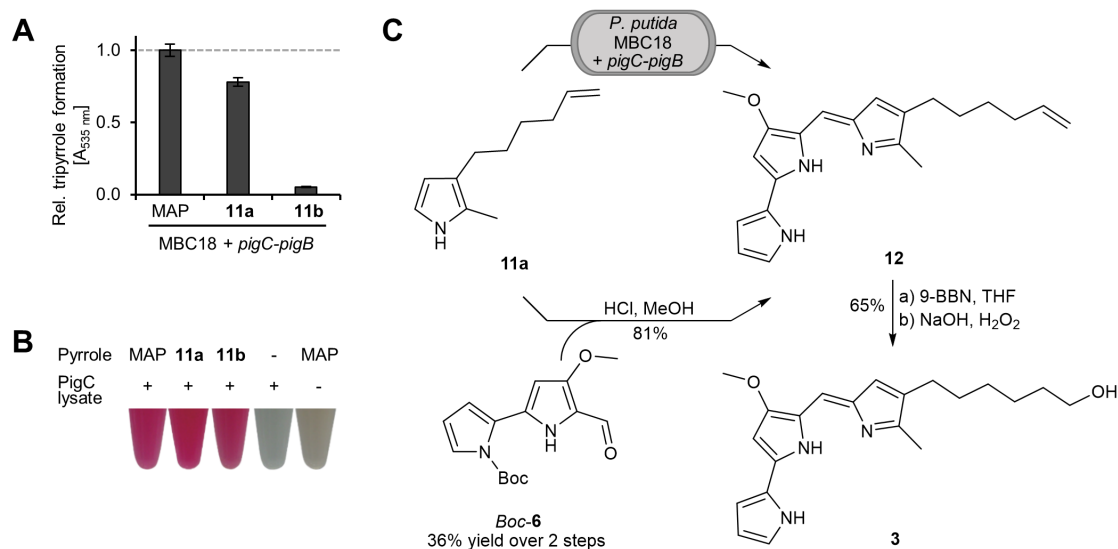 A
Rel. tripyrrole formation
[A535 nm]
1.0
0.5
0.0
MAP 11a 11b
MBC18 + pigC-pigB
B
Pyrrole MAP 11a 11b - MAP
PigC
lysate
+ + + + -
C
P. putida
MBC18
+ pigC-pigB
N
H
11a
O
NH
N
NH
12
HCl, MeOH
81%
65%
a) 9-BBN, THF
b) NaOH, H2O2
O
N
H
O
N
Boc
Boc-6
36% yield over 2 steps
O
OH
NH
N
NH
3